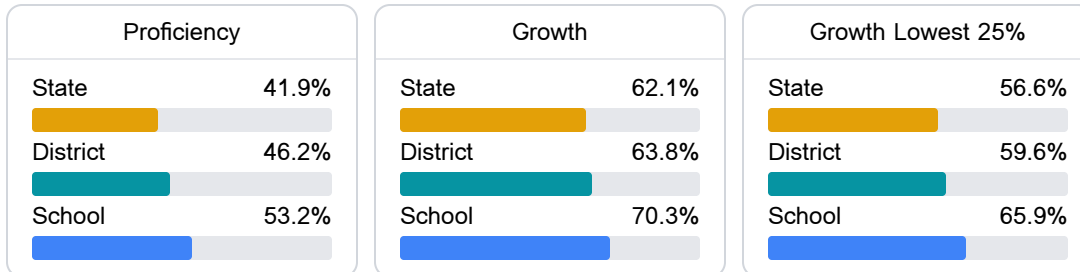 Proficiency
State 41.9%
District 46.2%
School 53.2%
Growth
State 62.1%
District 63.8%
School 70.3%
Growth Lowest 25%
State 56.6%
District 59.6%
School 65.9%